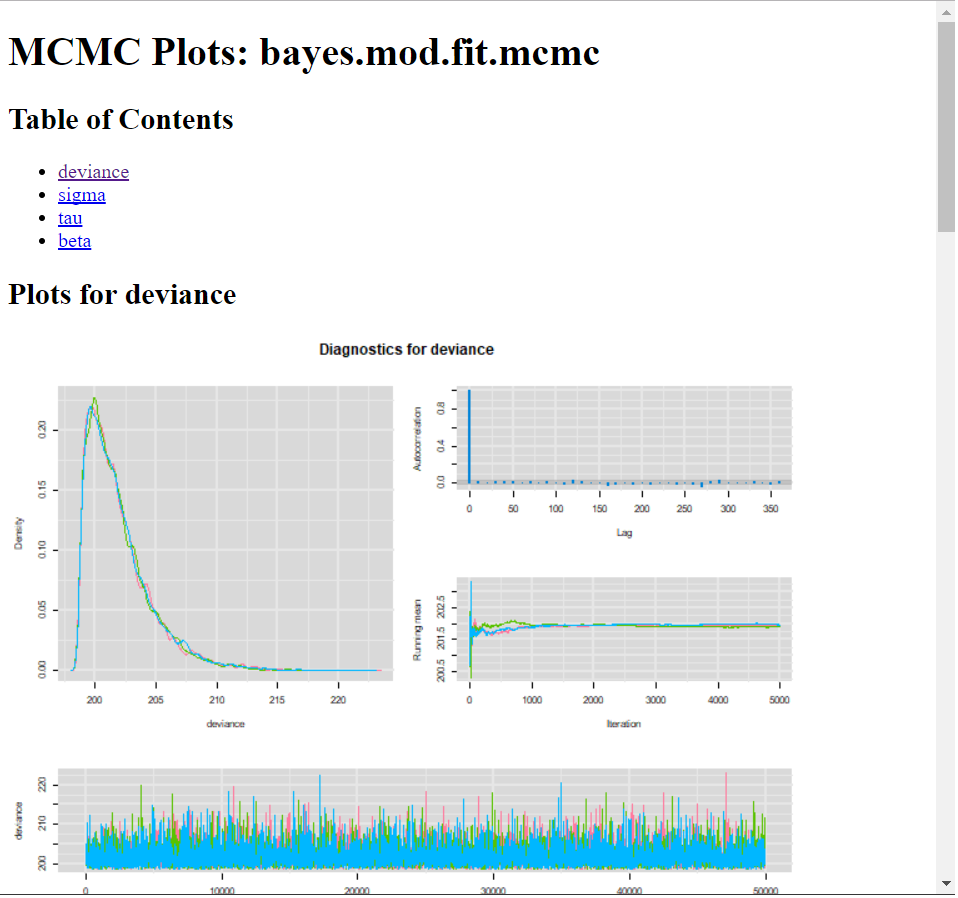 MCMC Plots: bayes.mod.fit.mcmc
Table of Contents
deviance
sigma
tau
beta
Plots for deviance
Diagnostics for deviance
Density
0.20
0.15
0.10
0.05
0.00
200 205 210 215 220
deviance
Autocorrelation
0.8
0.4
0.0
0 50 100 150 200 250 300 350
Lag
Running mean
202.5
201.5
200.5
0 1000 2000 3000 4000 5000
Iteration
deviance
220
210
200
0 10000 20000 30000 40000 50000